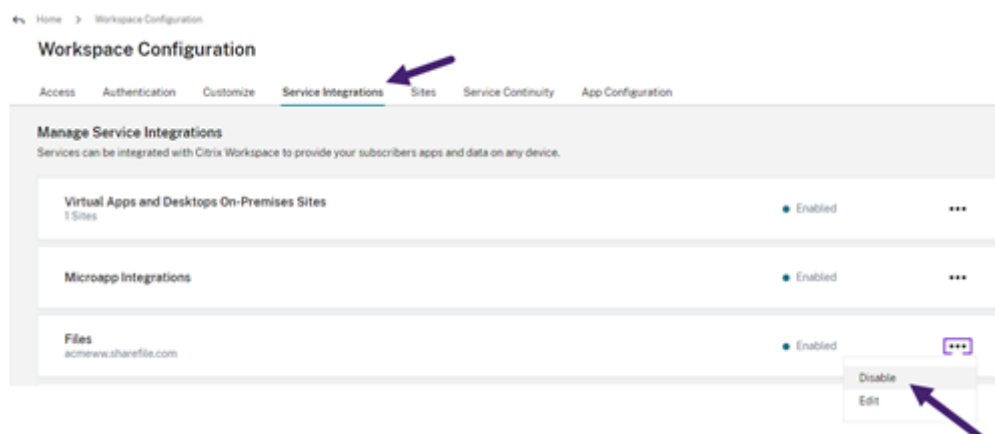 Home > Workspace Configuration
Workspace Configuration
Access Authentication Customize Service Integrations Sites Service Continuity App Configuration
Manage Service Integrations
Services can be integrated with Citrix Workspace to provide your subscribers apps and data on any device.
Virtual Apps and Desktops On-Premises Sites
1 Sites
Enabled
Microapp Integrations
Enabled
Files
acmeww.sharefile.com
Enabled
Disable
Edit